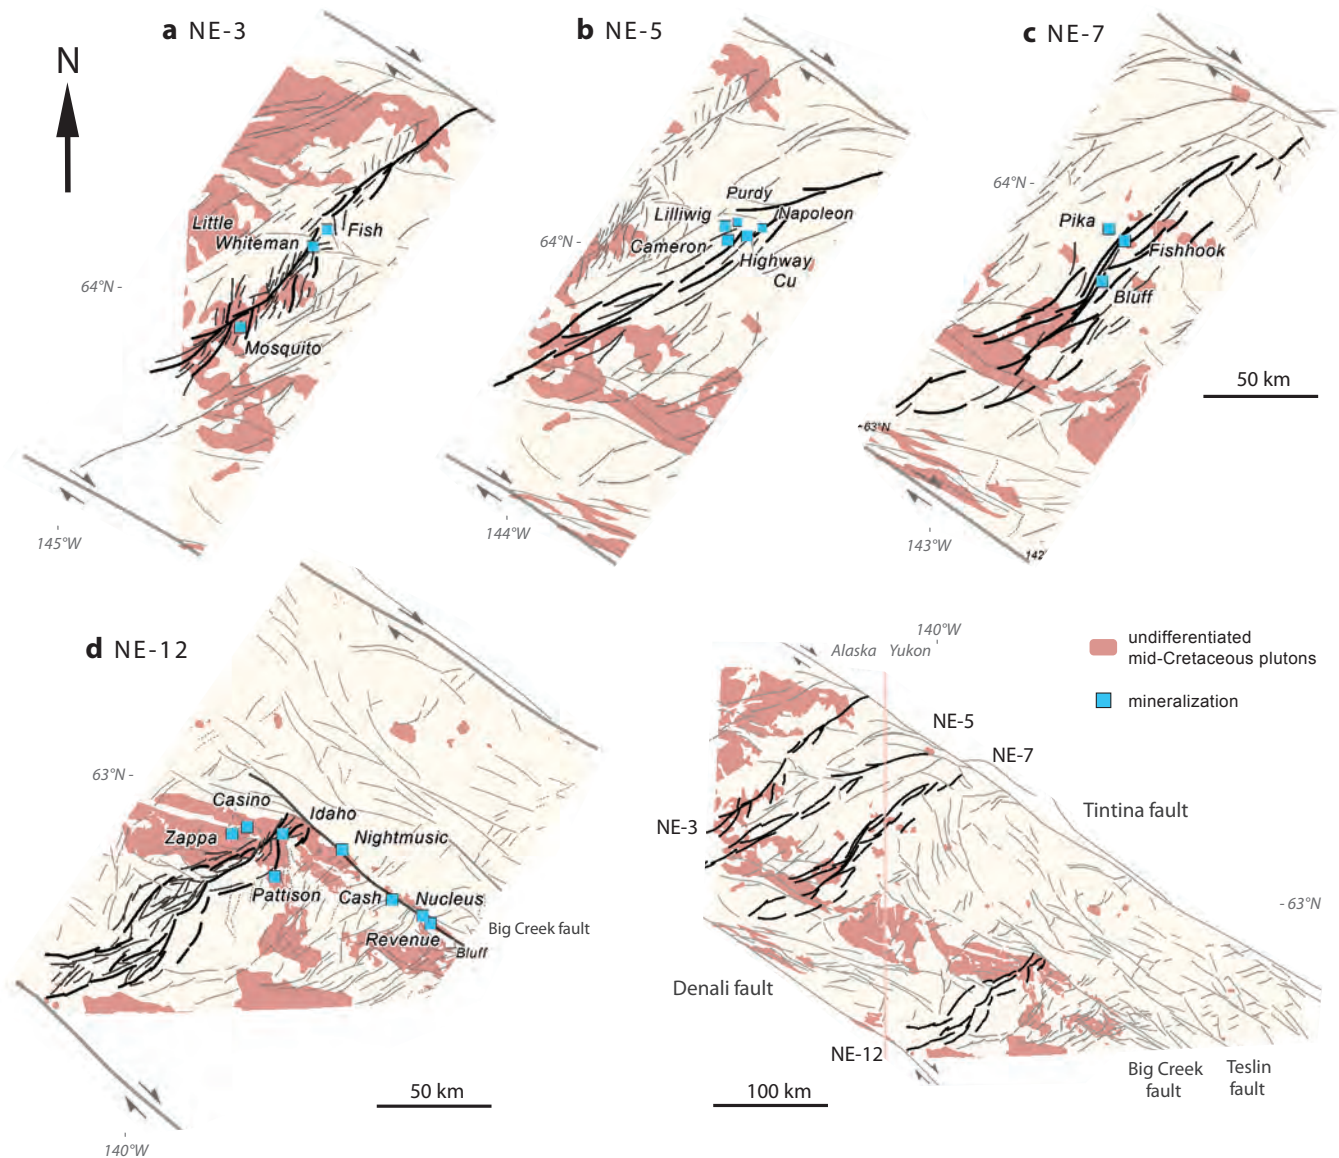 a NE-3
N
Little
Whiteman
Fish
64°N -
Mosquito
145°W
b NE-5
Purdy
Lilliwig
Napoleon
64°N -
Cameron
Highway
Cu
144°W
c NE-7
64°N -
Pika
Fishhook
Bluff
50 km
-63°N
143°W
142°
d NE-12
63°N -
Casino
Idaho
Zappa
Nightmusic
Pattison
Cash
Nucleus
Revenue
Big Creek fault
Bluff
50 km
140°W
140°W
Alaska
Yukon
undifferentiated
mid-Cretaceous plutons
mineralization
NE-5
NE-7
Tintina fault
NE-3
- 63°N
Denali fault
NE-12
Big Creek
fault
Teslin
fault
100 km